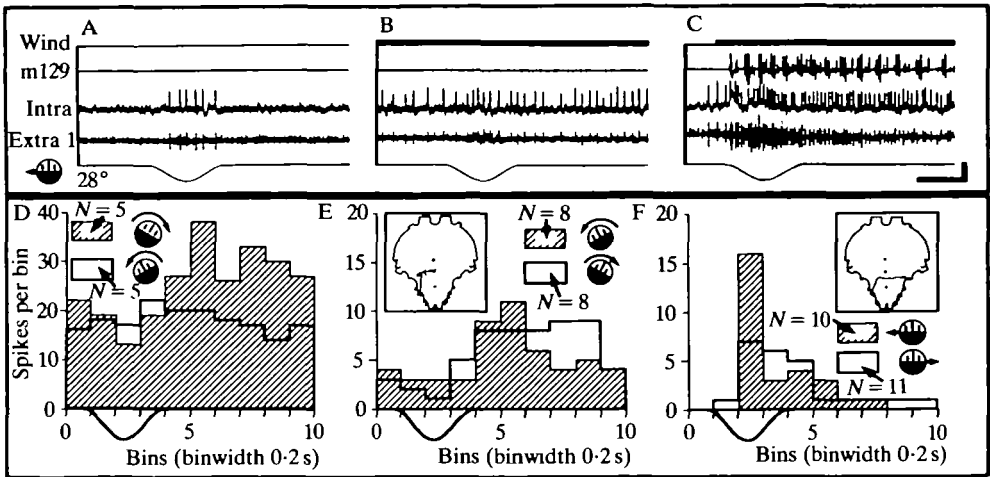 A
B
C
Wind
m129
Intra
Extra 1
28°
D
N = 5
N = 5
40
30
20
10
0
Spikes per bin
0 5 10
Bins (binwidth 0·2 s)
E
N = 8
N = 8
20
15
10
5
0
0 5 10
Bins (binwidth 0·2 s)
F
N = 10
N = 11
20
15
10
5
0
0 5 10
Bins (binwidth 0·2 s)